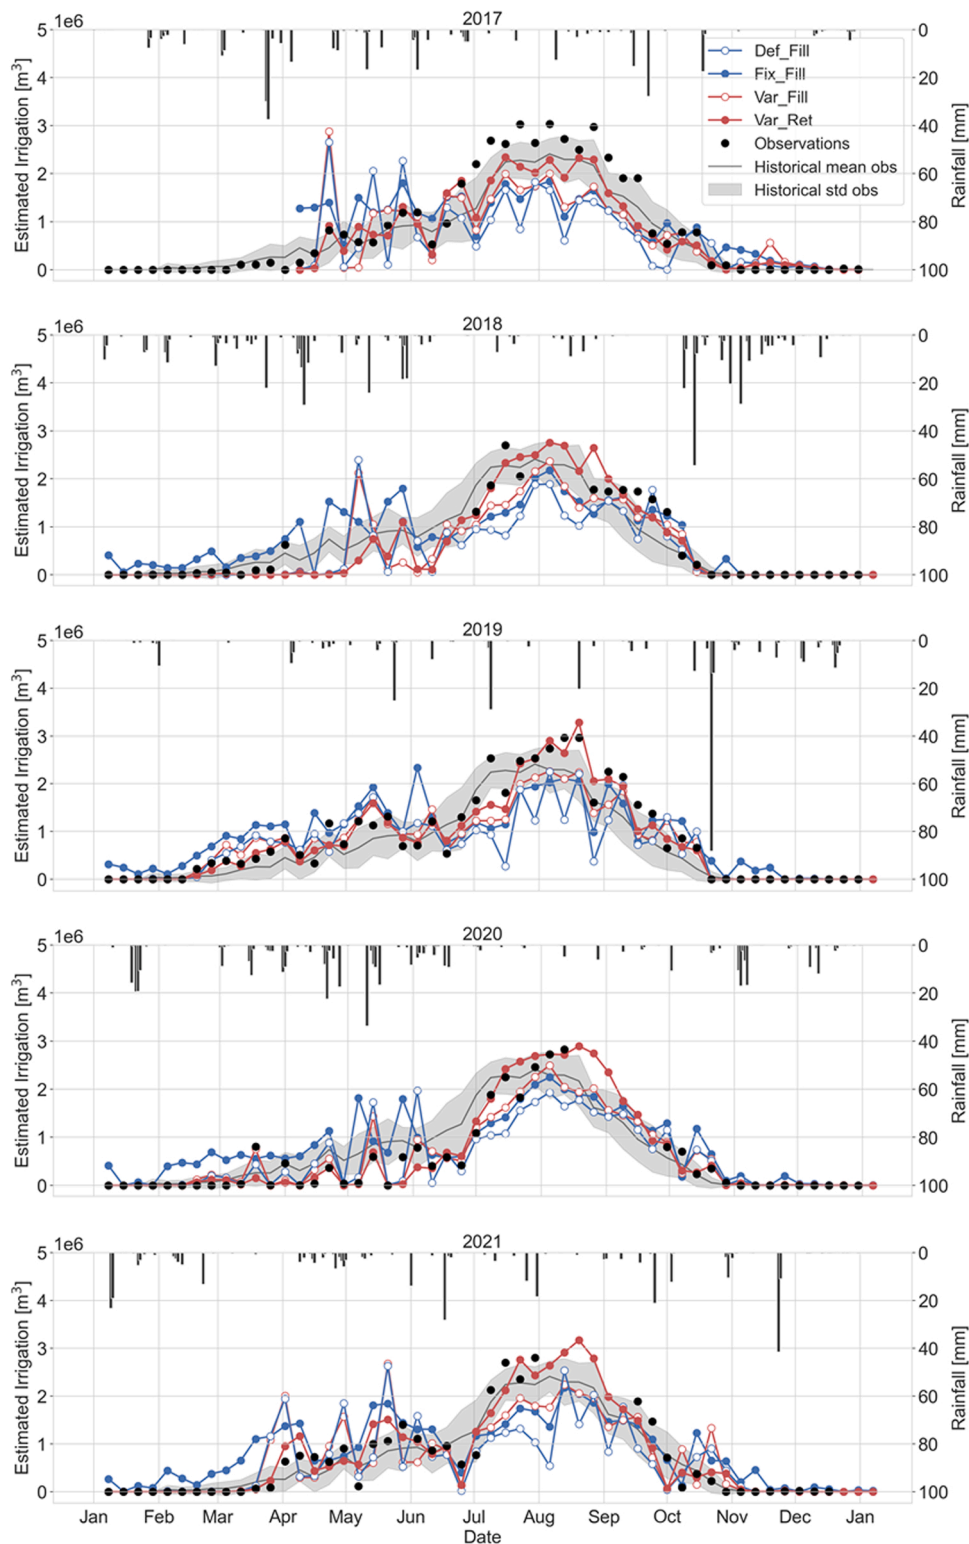 2017
5 1e6
4
3
2
1
0
Estimated Irrigation [m³]
0
20
40
60
80
100
Rainfall [mm]
Def_Fill
Fix_Fill
Var_Fill
Var_Ret
Observations
Historical mean obs
Historical std obs
2018
5 1e6
4
3
2
1
0
Estimated Irrigation [m³]
0
20
40
60
80
100
Rainfall [mm]
2019
5 1e6
4
3
2
1
0
Estimated Irrigation [m³]
0
20
40
60
80
100
Rainfall [mm]
2020
5 1e6
4
3
2
1
0
Estimated Irrigation [m³]
0
20
40
60
80
100
Rainfall [mm]
2021
5 1e6
4
3
2
1
0
Estimated Irrigation [m³]
0
20
40
60
80
100
Rainfall [mm]
Jan Feb Mar Apr May Jun Jul Aug Sep Oct Nov Dec Jan
Date